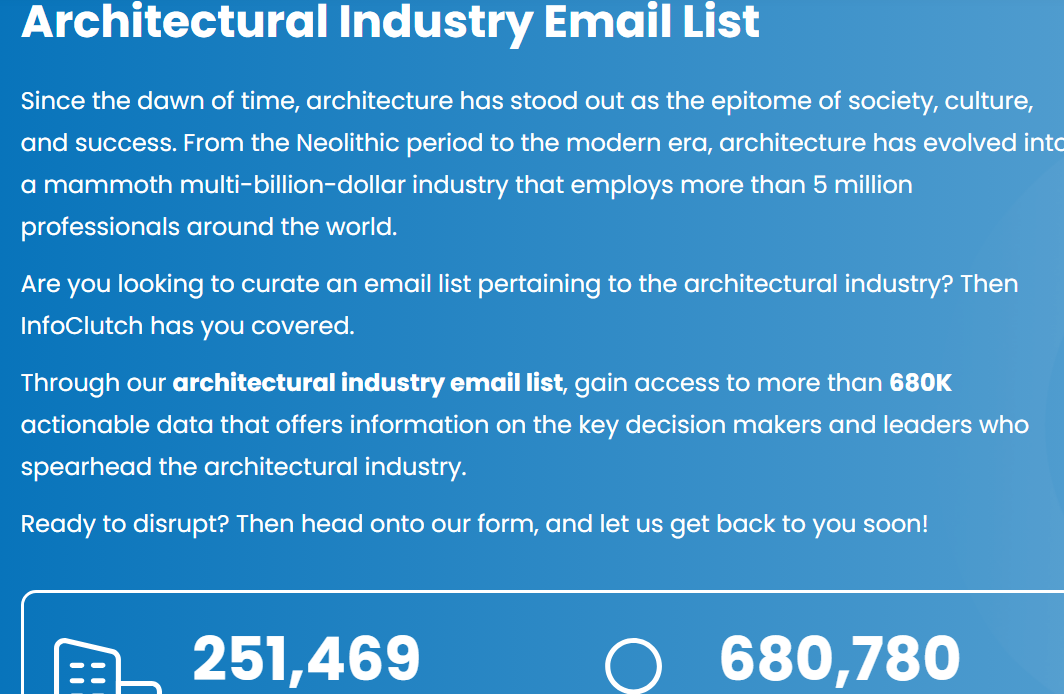 Architectural Industry Email List
Since the dawn of time, architecture has stood out as the epitome of society, culture,
and success. From the Neolithic period to the modern era, architecture has evolved into
a mammoth multi-billion-dollar industry that employs more than 5 million
professionals around the world.
Are you looking to curate an email list pertaining to the architectural industry? Then
InfoClutch has you covered.
Through our architectural industry email list, gain access to more than 680K
actionable data that offers information on the key decision makers and leaders who
spearhead the architectural industry.
Ready to disrupt? Then head onto our form, and let us get back to you soon!
251,469 680,780